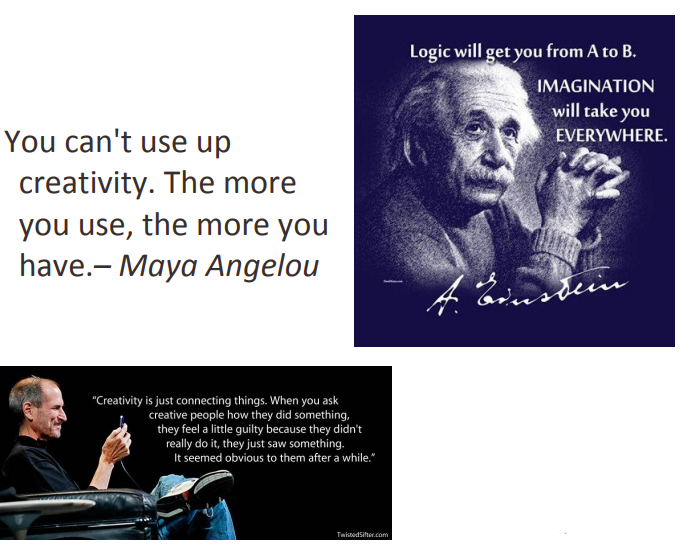 You can't use up
creativity. The more
you use, the more you
have.– Maya Angelou
Logic will get you from A to B.
IMAGINATION
will take you
EVERYWHERE.
A. Einstein
“Creativity is just connecting things. When you ask
creative people how they did something,
they feel a little guilty because they didn't
really do it, they just saw something.
It seemed obvious to them after a while.”
TwistedSifter.com